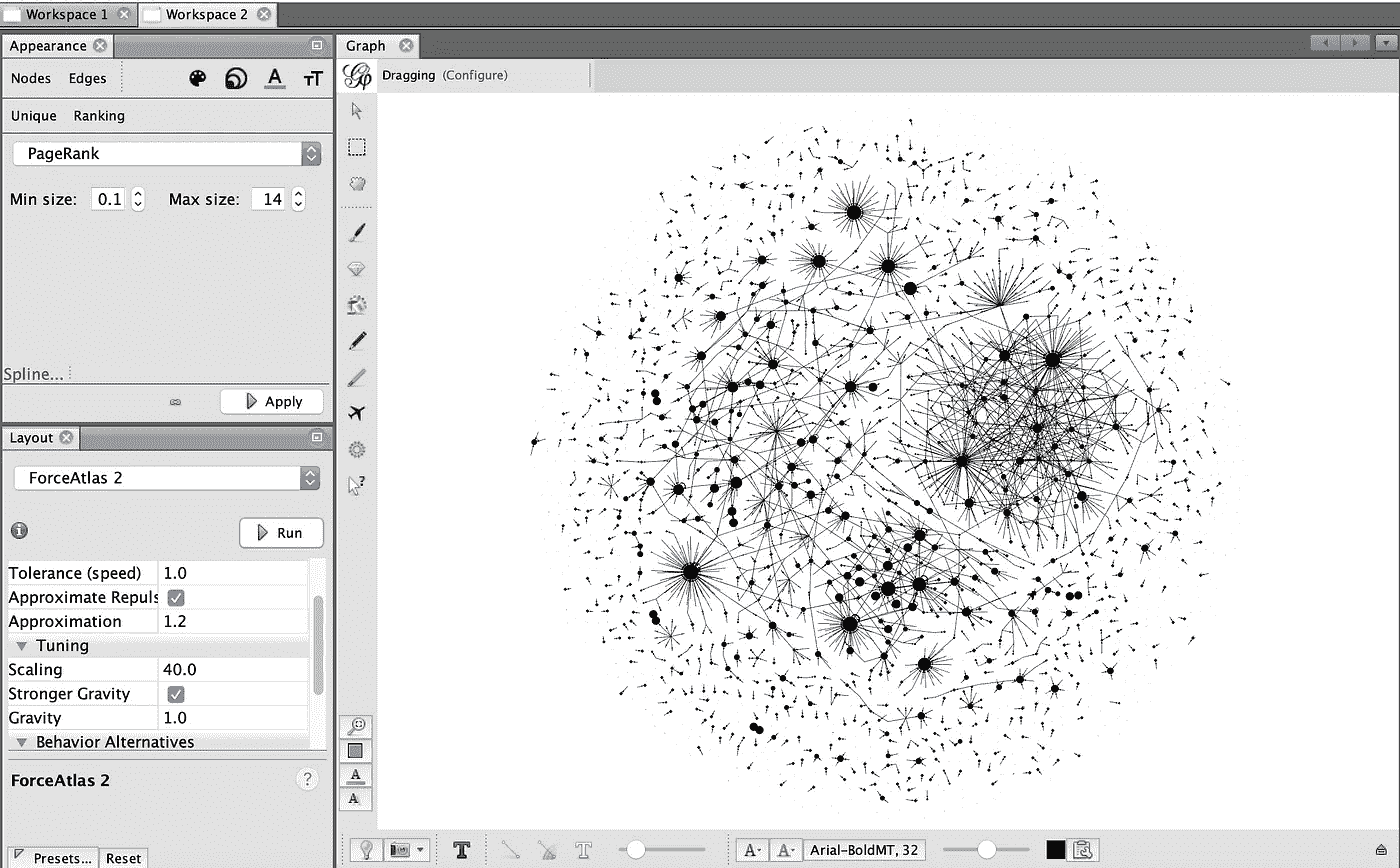 Workspace 1
Workspace 2
Appearance
Nodes Edges A TT
Unique Ranking
PageRank
Min size: 0.1 Max size: 14
Spline...
Apply
Layout
ForceAtlas 2
Run
Tolerance (speed) 1.0
Approximate Repuls
Approximation 1.2
Tuning
Scaling 40.0
Stronger Gravity
Gravity 1.0
Behavior Alternatives
ForceAtlas 2
?
Presets... Reset
Graph
Dragging (Configure)
?
A
A
T T A- A- Arial-BoldMT, 32